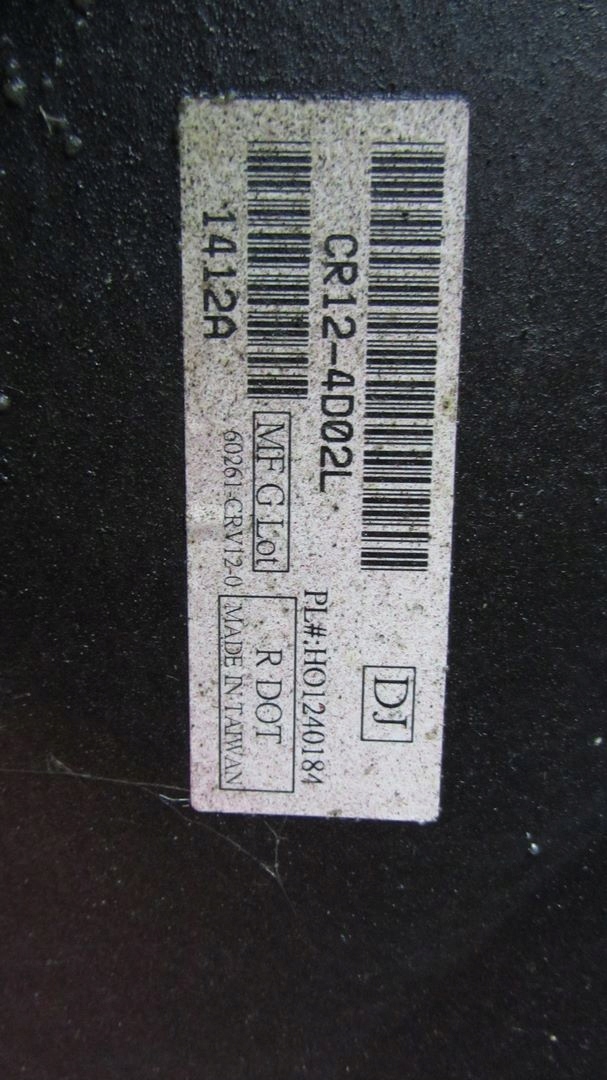 DJ
CR12-4D02L
PL#:HO1240184
MFG Lot
R DOT
1412A
60261-CRV12-0
MADE IN TAIWAN